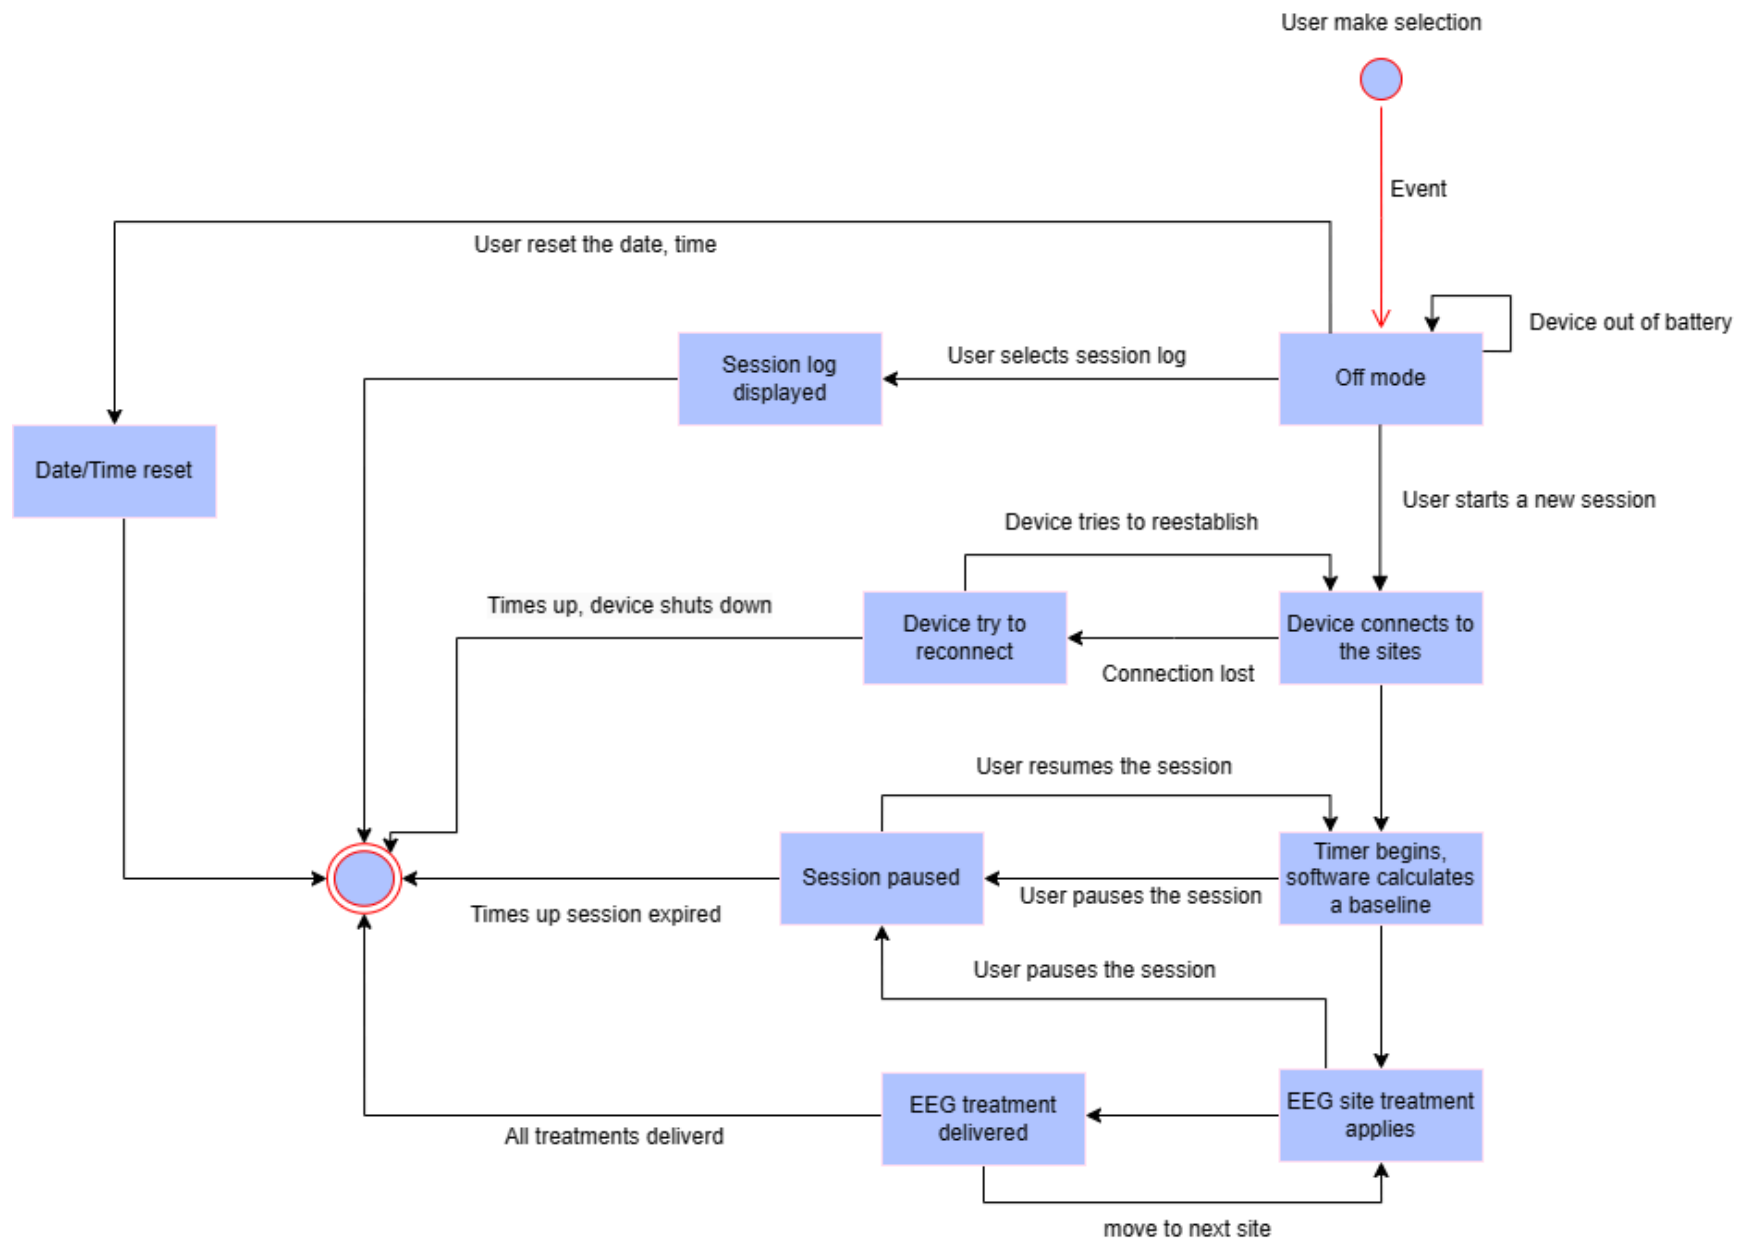 User make selection
Event
User reset the date, time
Device out of battery
Session log
displayed
User selects session log
Off mode
Date/Time reset
User starts a new session
Device tries to reestablish
Times up, device shuts down
Device try to
reconnect
Device connects to
the sites
Connection lost
User resumes the session
Session paused
Timer begins,
software calculates
a baseline
User pauses the session
Times up session expired
User pauses the session
EEG treatment
delivered
EEG site treatment
applies
All treatments deliverd
move to next site